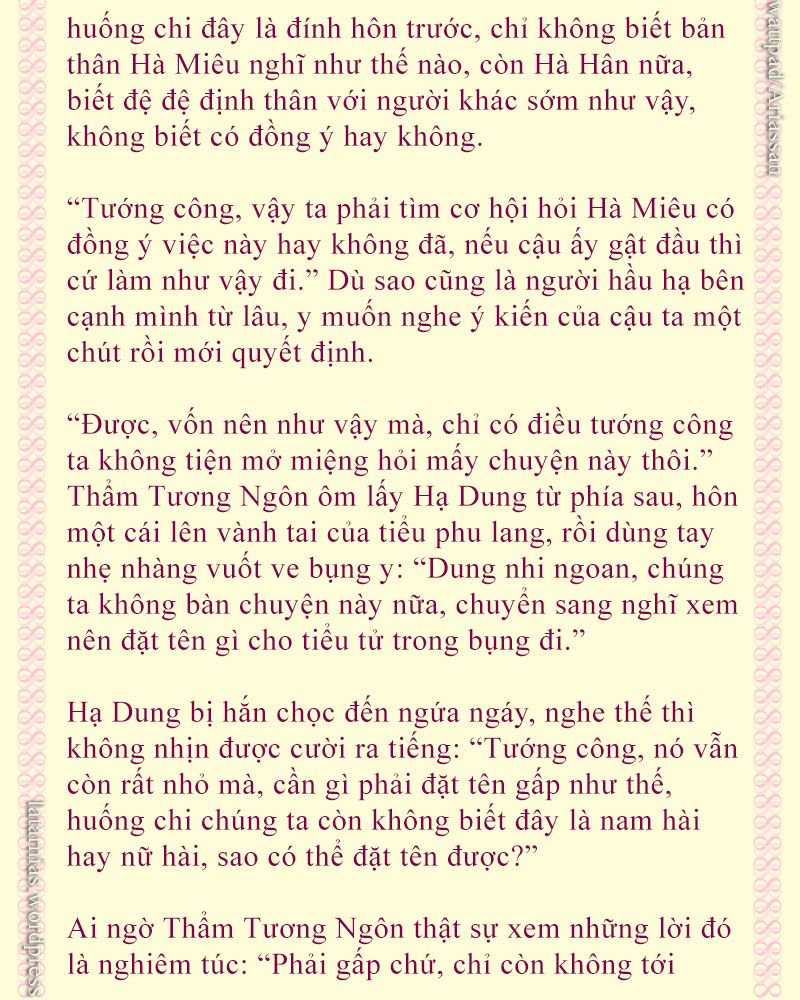 huống chi đây là đính hôn trước, chỉ không biết bản
thân Hà Miêu nghĩ như thế nào, còn Hà Hân nữa,
biết đệ đệ định thân với người khác sớm như vậy,
không biết có đồng ý hay không.
“Tướng công, vậy ta phải tìm cơ hội hỏi Hà Miêu có
đồng ý việc này hay không đã, nếu cậu ấy gật đầu thì
cứ làm như vậy đi.” Dù sao cũng là người hầu hạ bên
cạnh mình từ lâu, y muốn nghe ý kiến của cậu ta một
chút rồi mới quyết định.
“Được, vốn nên như vậy mà, chỉ có điều tướng công
ta không tiện mở miệng hỏi mấy chuyện này thôi.”
Thẩm Tương Ngôn ôm lấy Hạ Dung từ phía sau, hôn
một cái lên vành tai của tiểu phu lang, rồi dùng tay
nhẹ nhàng vuốt ve bụng y: “Dung nhi ngoan, chúng
ta không bàn chuyện này nữa, chuyển sang nghĩ xem
nên đặt tên gì cho tiểu tử trong bụng đi.”
Hạ Dung bị hắn chọc đến ngứa ngáy, nghe thế thì
không nhịn được cười ra tiếng: “Tướng công, nó vẫn
còn rất nhỏ mà, cần gì phải đặt tên gấp như thế,
huống chi chúng ta còn không biết đây là nam hài
hay nữ hài, sao có thể đặt tên được?”
Ai ngờ Thẩm Tương Ngôn thật sự xem những lời đó
là nghiêm túc: “Phải gấp chứ, chỉ còn không tới
wattpad/Ariassan
latarnias.wordpress